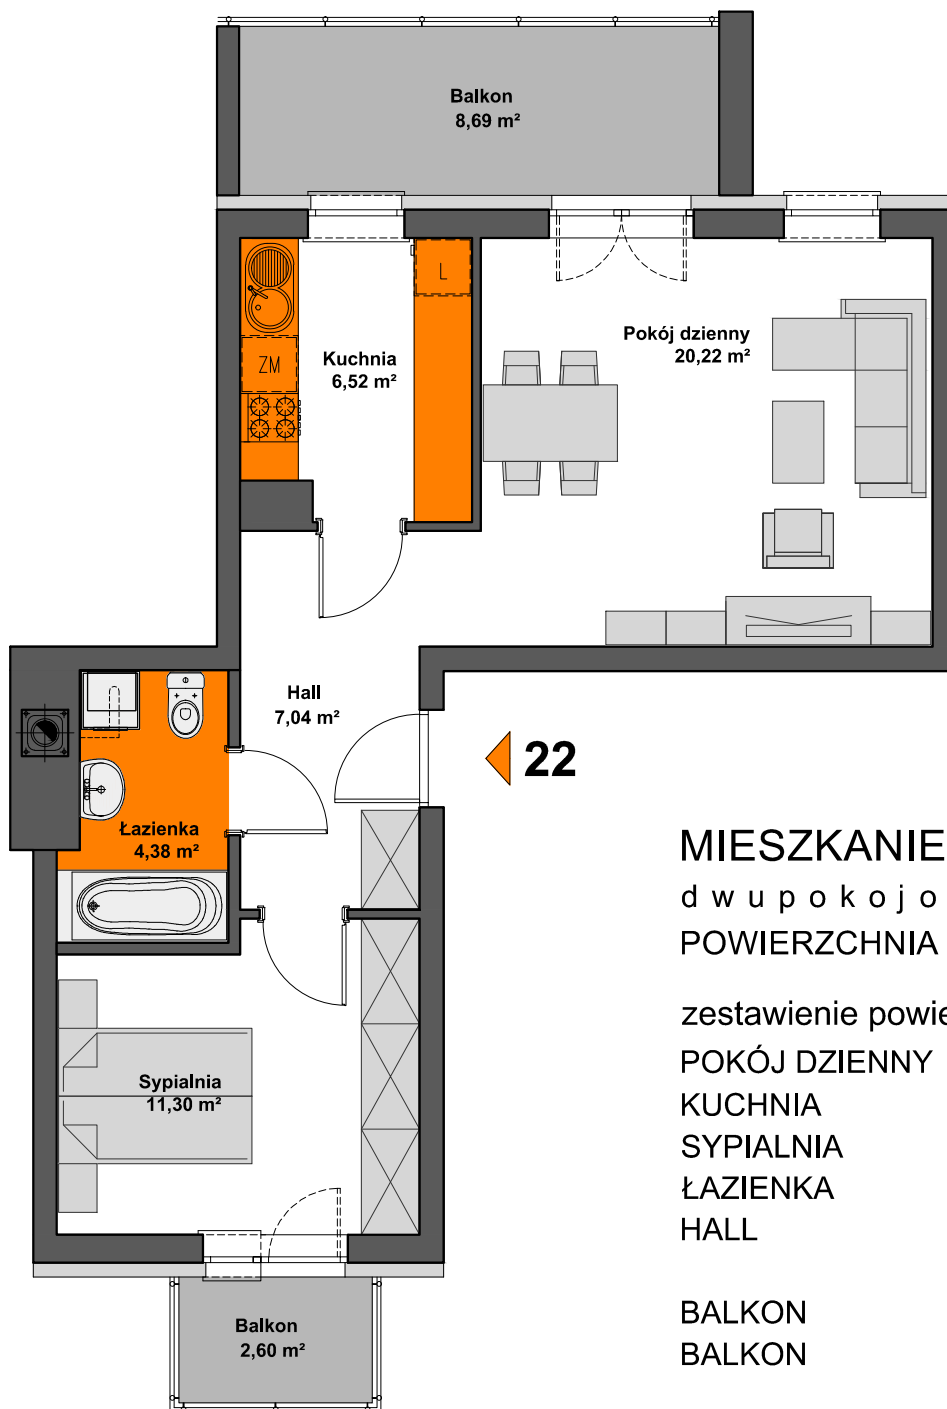 Balkon
8,69 m²
L
ZM
Kuchnia
6,52 m²
Pokój dzienny
20,22 m²
Hall
7,04 m²
22
Łazienka
4,38 m²
Sypialnia
11,30 m²
Balkon
2,60 m²
MIESZKANIE
dwupokojo
POWIERZCHNIA
zestawienie powie
POKÓJ DZIENNY
KUCHNIA
SYPIALNIA
ŁAZIENKA
HALL
BALKON
BALKON